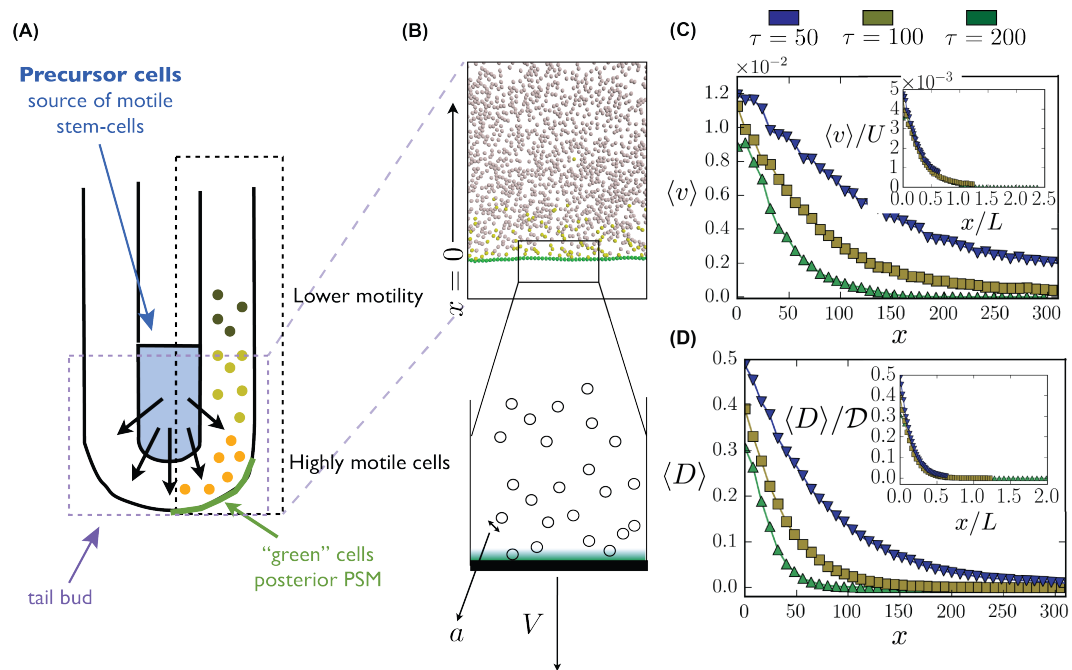 (A)
Precursor cells
source of motile
stem-cells
Lower motility
Highly motile cells
"green" cells
posterior PSM
tail bud
(B)
x = 0
a
V
(C)
τ = 50
τ = 100
τ = 200
×10⁻²
1.2
1.0
0.8
0.6
0.4
0.2
0.0
⟨v⟩
0
50
100
150
200
250
300
x
×10⁻³
5
4
3
2
1
0
⟨v⟩/U
0.0
0.5
1.0
1.5
2.0
2.5
x/L
(D)
0.5
0.4
0.3
0.2
0.1
0.0
⟨D⟩
0
50
100
150
200
250
300
x
0.5
0.4
0.3
0.2
0.1
0.0
⟨D⟩/𝒟
0.0
0.5
1.0
1.5
2.0
x/L